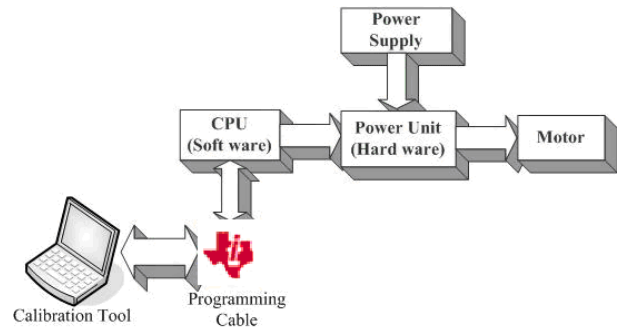 Power
Supply
CPU
(Soft ware)
Power Unit
(Hard ware)
Motor
Programming
Cable
Calibration Tool